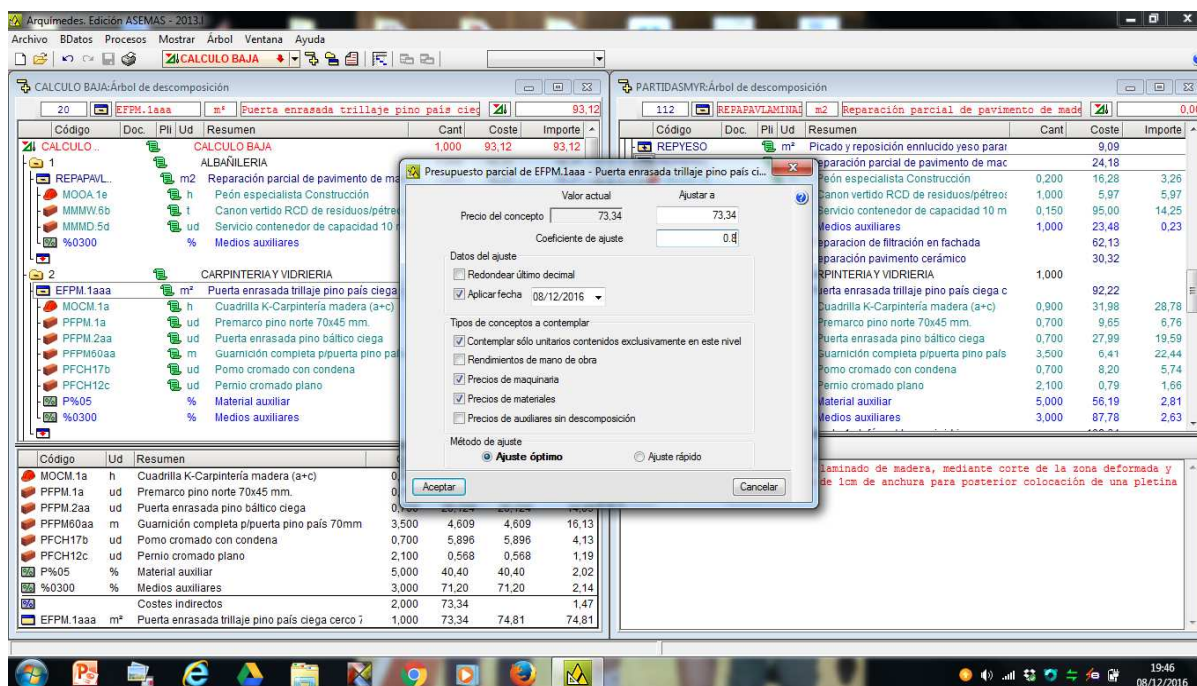 Arquímedes. Edición ASEMAS - 2013.I
Archivo BDatos Procesos Mostrar Árbol Ventana Ayuda
CALCULO BAJA
CALCULO BAJA:Árbol de descomposición
20 EFPM.1aaa m² Puerta enrasada trillaje pino país cieg 93,12
Código Doc. Pli Ud Resumen Cant Coste Importe
CALCULO .. CALCULO BAJA 1,000 93,12 93,12
1 ALBAÑILERIA
REPAPAVL.. m2 Reparación parcial de pavimento de ma
MOOA.1e h Peón especialista Construcción
MMMW.6b t Canon vertido RCD de residuos/pétreo
MMMD.5d ud Servicio contenedor de capacidad 10
%0300 % Medios auxiliares
2 CARPINTERIA Y VIDRIERIA
EFPM.1aaa m² Puerta enrasada trillaje pino país ciega
MOCM.1a h Cuadrilla K-Carpintería madera (a+c)
PFPM.1a ud Premarco pino norte 70x45 mm.
PFPM.2aa ud Puerta enrasada pino báltico ciega
PFPM60aa m Guarnición completa p/puerta pino paí
PFCH17b ud Pomo cromado con condena
PFCH12c ud Pernio cromado plano
P%05 % Material auxiliar
%0300 % Medios auxiliares
Código Ud Resumen
MOCM.1a h Cuadrilla K-Carpintería madera (a+c)
PFPM.1a ud Premarco pino norte 70x45 mm.
PFPM.2aa ud Puerta enrasada pino báltico ciega
PFPM60aa m Guarnición completa p/puerta pino país 70mm 3,500 4,609 4,609 16,13
PFCH17b ud Pomo cromado con condena 0,700 5,896 5,896 4,13
PFCH12c ud Pernio cromado plano 2,100 0,568 0,568 1,19
P%05 % Material auxiliar 5,000 40,40 40,40 2,02
%0300 % Medios auxiliares 3,000 71,20 71,20 2,14
Costes indirectos 2,000 73,34 1,47
EFPM.1aaa m² Puerta enrasada trillaje pino país ciega cerco 7 1,000 73,34 74,81 74,81
Presupuesto parcial de EFPM.1aaa - Puerta enrasada trillaje pino país ci...
Valor actual Ajustar a
Precio del concepto 73,34 73,34
Coeficiente de ajuste 0.8
Datos del ajuste
Redondear último decimal
Aplicar fecha 08/12/2016
Tipos de conceptos a contemplar
Contemplar sólo unitarios contenidos exclusivamente en este nivel
Rendimientos de mano de obra
Precios de maquinaria
Precios de materiales
Precios de auxiliares sin descomposición
Método de ajuste
Ajuste óptimo Ajuste rápido
Aceptar Cancelar
PARTIDASMYR:Árbol de descomposición
112 REPAPAVLAMINAI m2 Reparación parcial de pavimento de made 0,0
Código Doc. Pli Ud Resumen Cant Coste Importe
REPYESO m² Picado y reposición ennlucido yeso parar 9,09
eparación parcial de pavimento de mac 24,18
Peón especialista Construcción 0,200 16,28 3,26
Canon vertido RCD de residuos/pétreos 1,000 5,97 5,97
Servicio contenedor de capacidad 10 m 0,150 95,00 14,25
Medios auxiliares 1,000 23,48 0,23
eparacion de filtración en fachada 62,13
eparación pavimento cerámico 30,32
RPINTERIA Y VIDRIERIA 1,000
uerta enrasada trillaje pino país ciega c 92,22
Cuadrilla K-Carpintería madera (a+c) 0,900 31,98 28,78
Premarco pino norte 70x45 mm. 0,700 9,65 6,76
Puerta enrasada pino báltico ciega 0,700 27,99 19,59
Guarnición completa p/puerta pino país 3,500 6,41 22,44
Pomo cromado con condena 0,700 8,20 5,74
Pernio cromado plano 2,100 0,79 1,66
Material auxiliar 5,000 56,19 2,81
Medios auxiliares 3,000 87,78 2,63
laminado de madera, mediante corte de la zona deformada y
de 1cm de anchura para posterior colocación de una pletina
19:46
08/12/2016